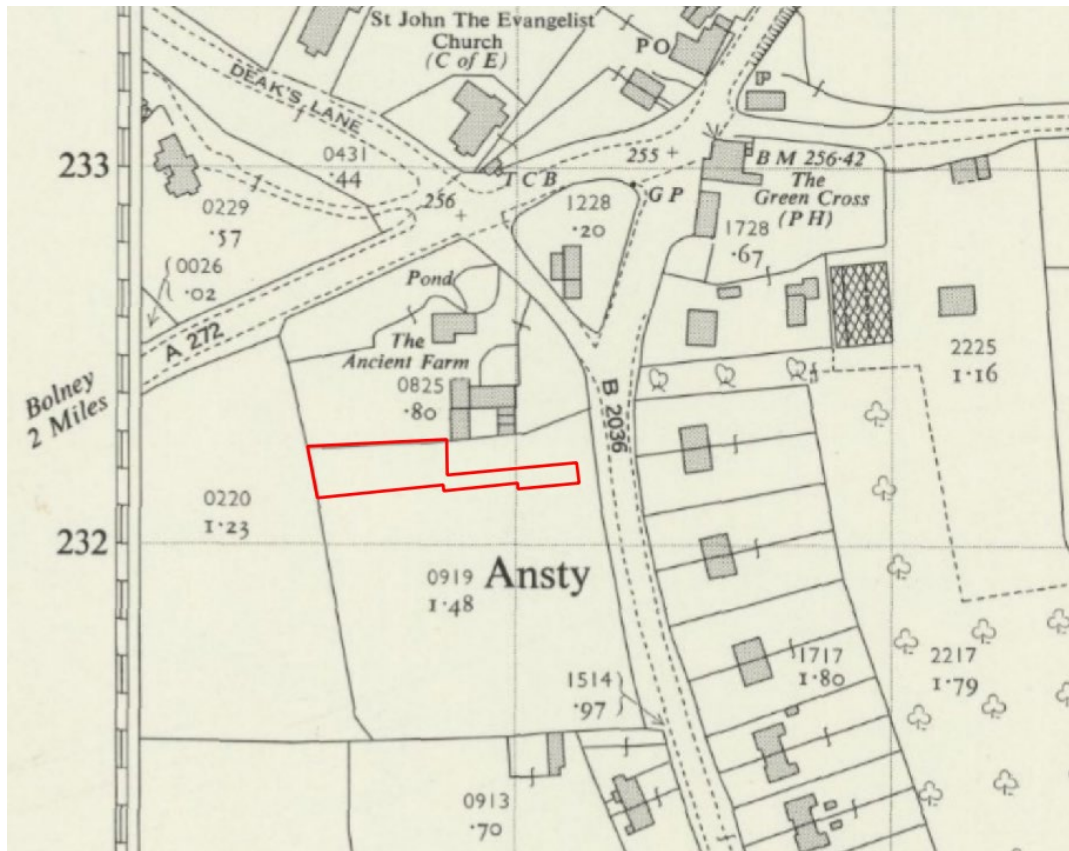 St John The Evangelist
Church
(C of E)
PO
P
DEAK'S LANE
233
0431
·44
255 +
B M 256·42
The
Green Cross
(P H)
T C B
256
+
G P
0229
·57
1228
·20
1728
·67
0026
·02
Pond
A 272
The
Ancient Farm
0825
·80
2225
1·16
Bolney
2 Miles
B 2036
0220
1·23
232
0919
1·48
Ansty
1514
·97
1717
1·80
2217
1·79
0913
·70